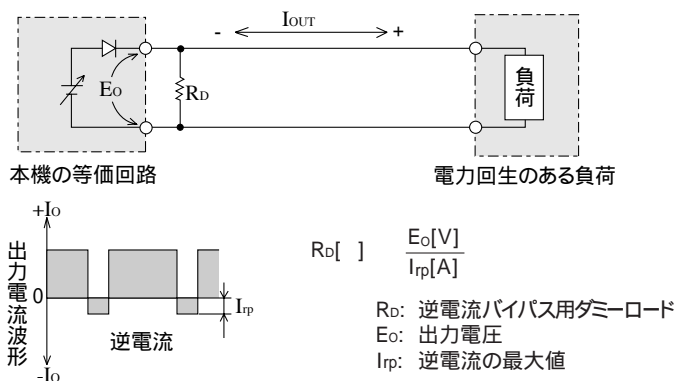 - IOUT +
EO
RD
負荷
本機の等価回路
電力回生のある負荷
+IO
出力電流波形
0
Irp
逆電流
-IO
RD[ ] EO[V]
Irp[A]
RD: 逆電流バイパス用ダミーロード
EO: 出力電圧
Irp: 逆電流の最大値